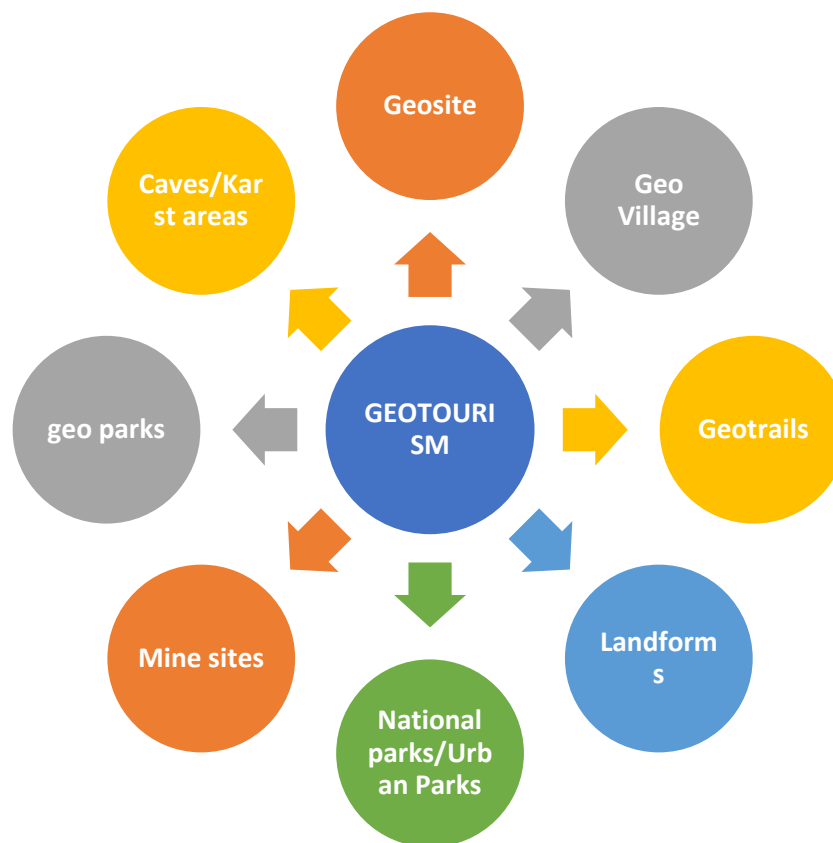 Geosite
Caves/Kar
st areas
Geo
Village
geo parks
GEOTOURI
SM
Geotrails
Mine sites
Landform
s
National
parks/Urb
an Parks